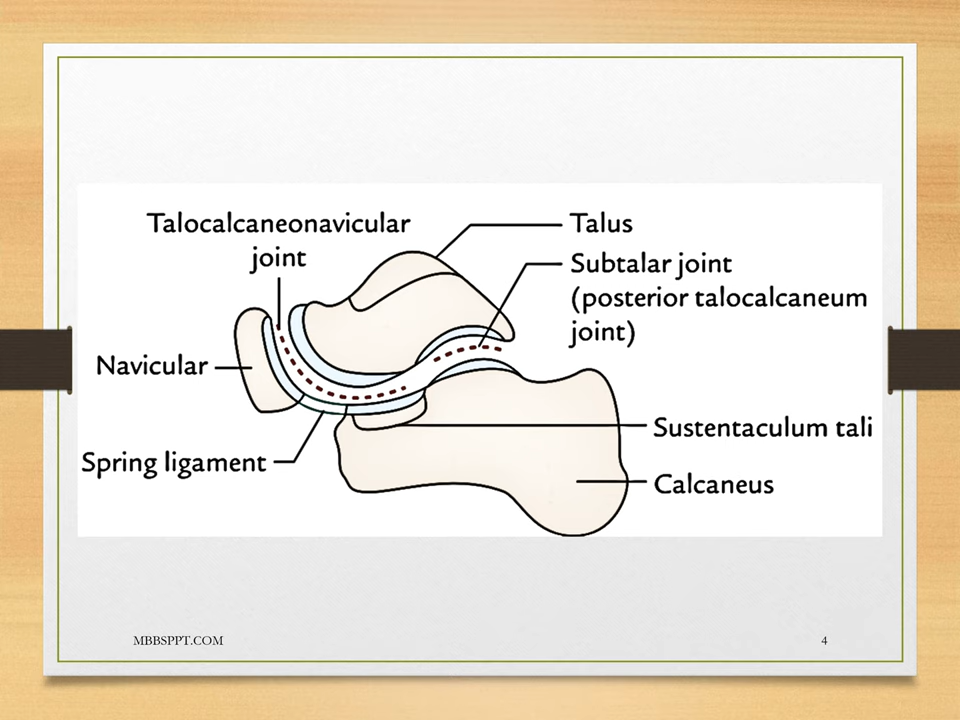 Talocalcaneonavicular
joint
Talus
Subtalar joint
(posterior talocalcaneum
joint)
Navicular
Sustentaculum tali
Spring ligament
Calcaneus
MBBSPPT.COM
4